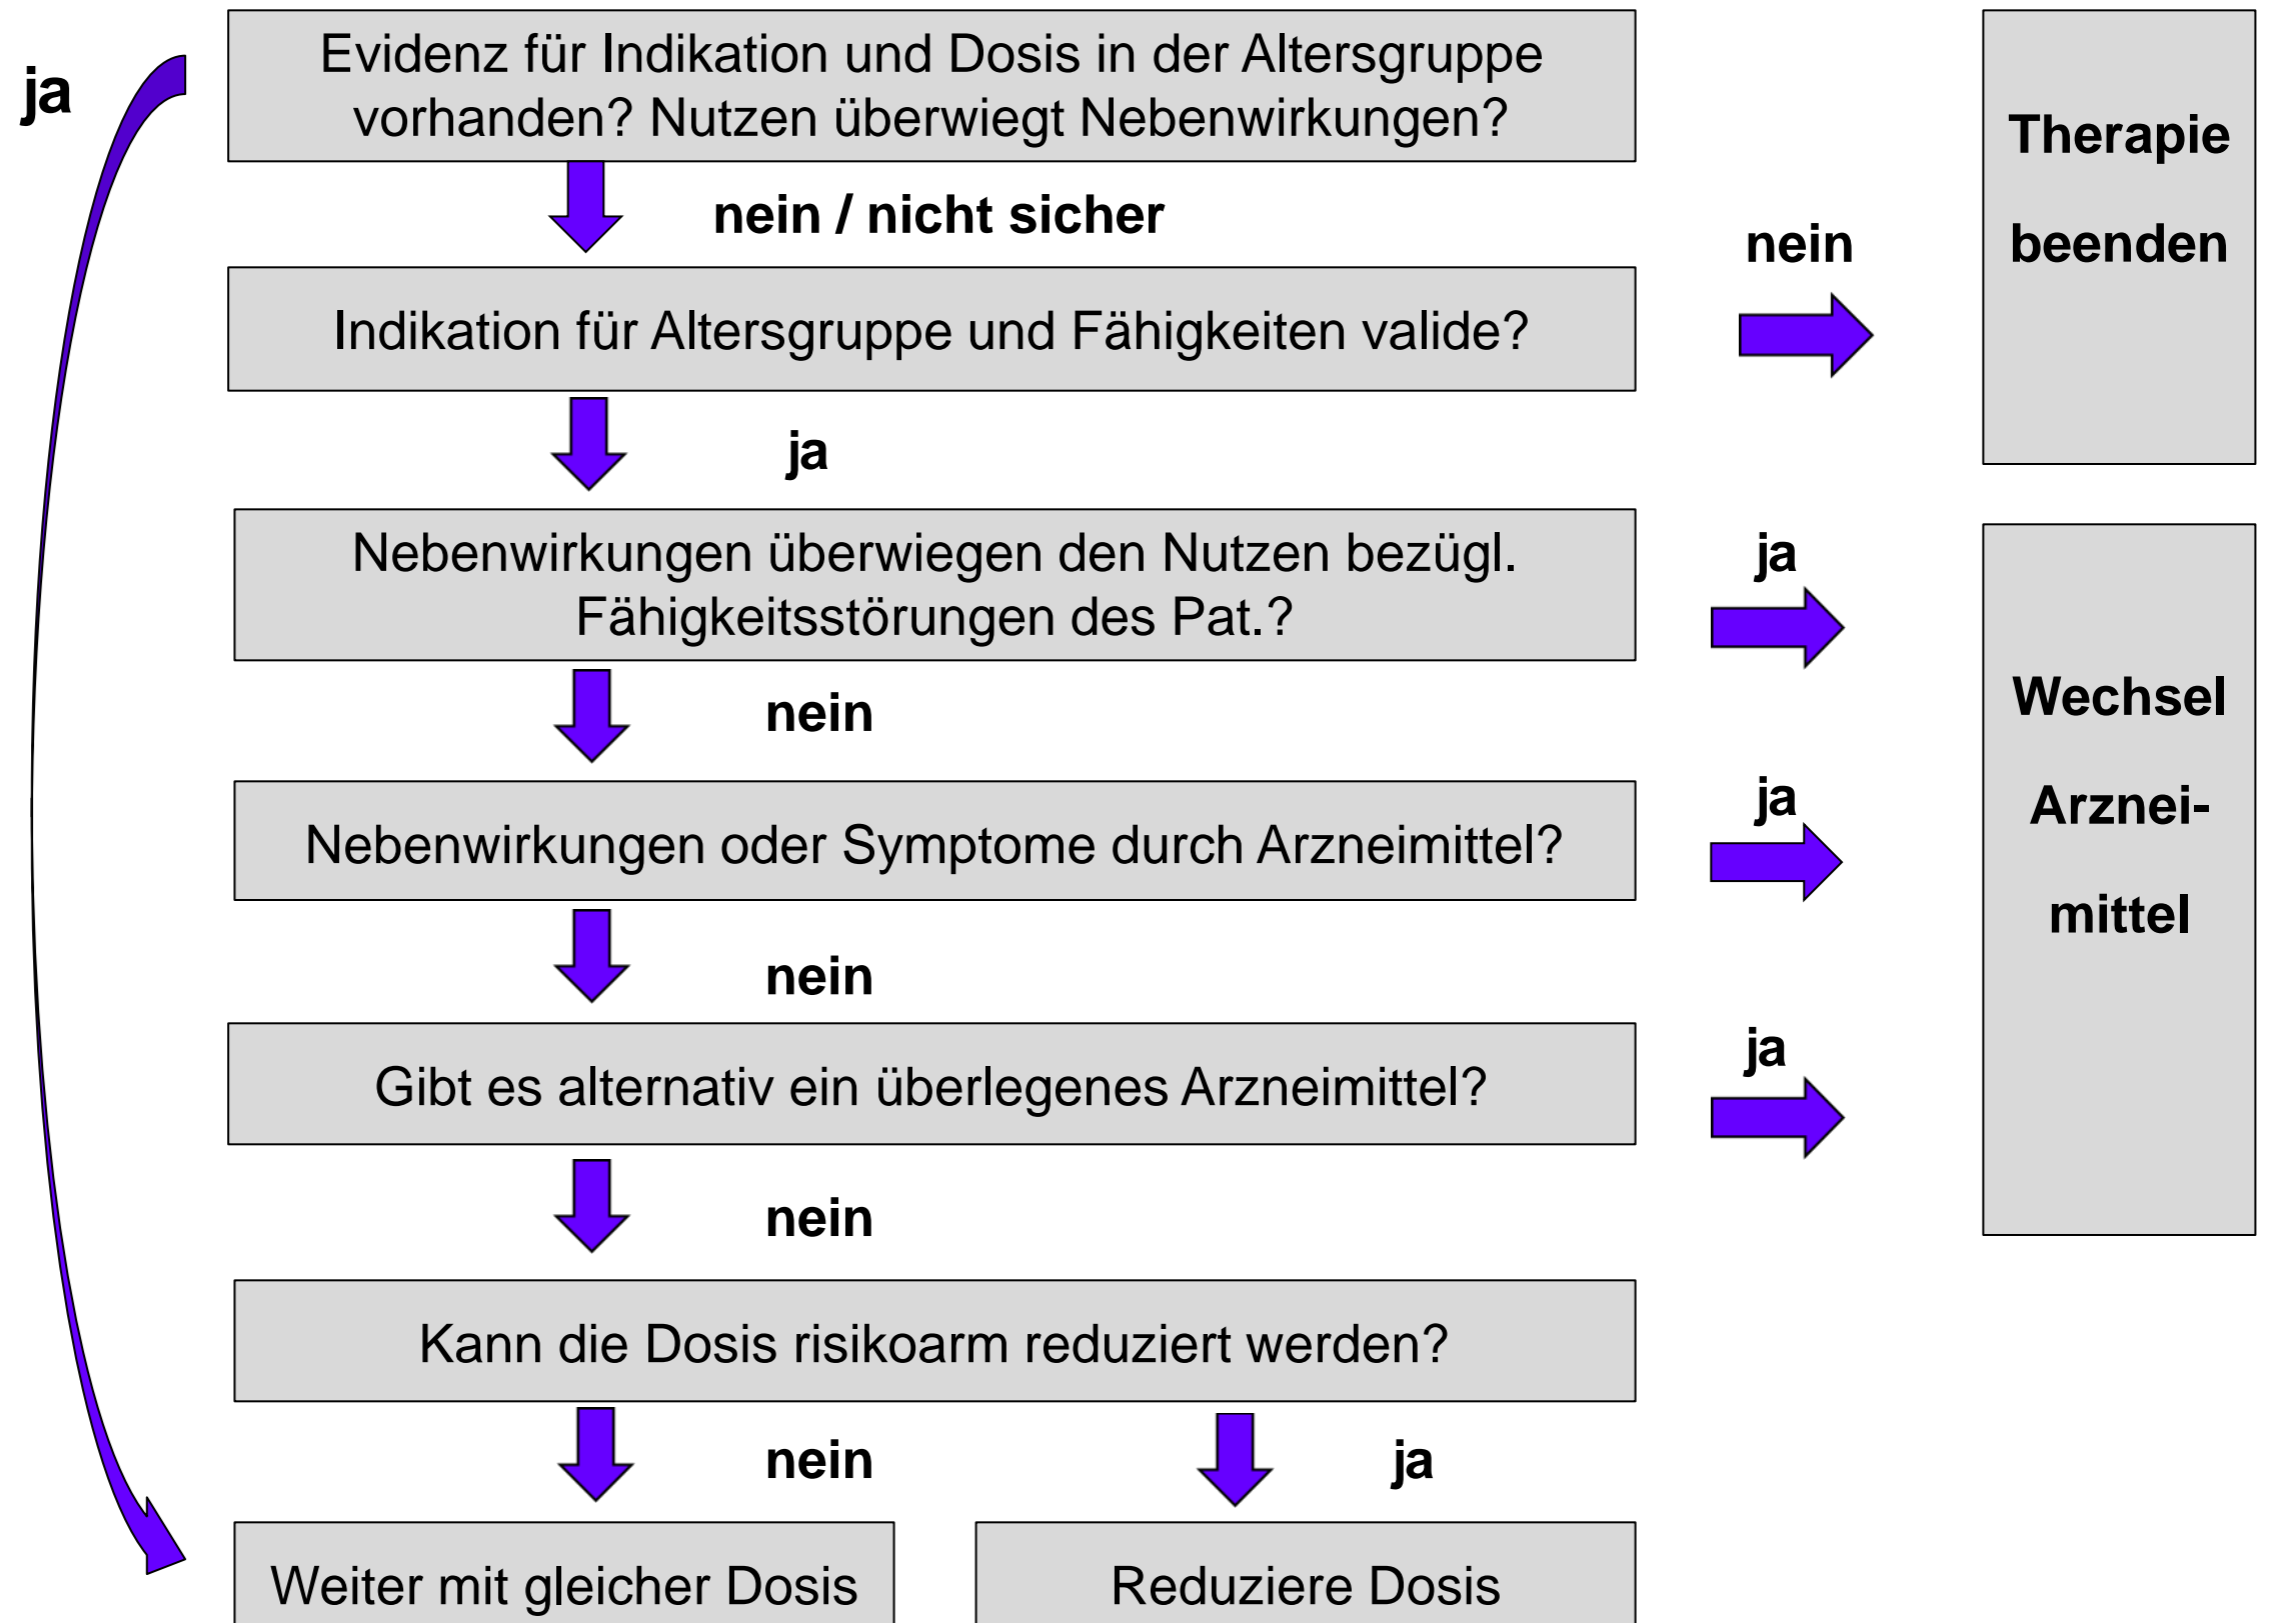 ja
Evidenz für Indikation und Dosis in der Altersgruppe
vorhanden? Nutzen überwiegt Nebenwirkungen?
nein / nicht sicher
Indikation für Altersgruppe und Fähigkeiten valide?
nein
Therapie
beenden
ja
Nebenwirkungen überwiegen den Nutzen bezügl.
Fähigkeitsstörungen des Pat.?
ja
nein
Nebenwirkungen oder Symptome durch Arzneimittel?
ja
Wechsel
Arznei-
mittel
nein
Gibt es alternativ ein überlegenes Arzneimittel?
ja
nein
Kann die Dosis risikoarm reduziert werden?
nein
ja
Weiter mit gleicher Dosis
Reduziere Dosis